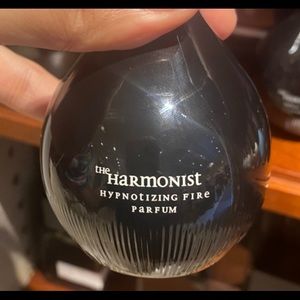 the HARMONIST
HYPNOTIZING FIRe
PaRFUM